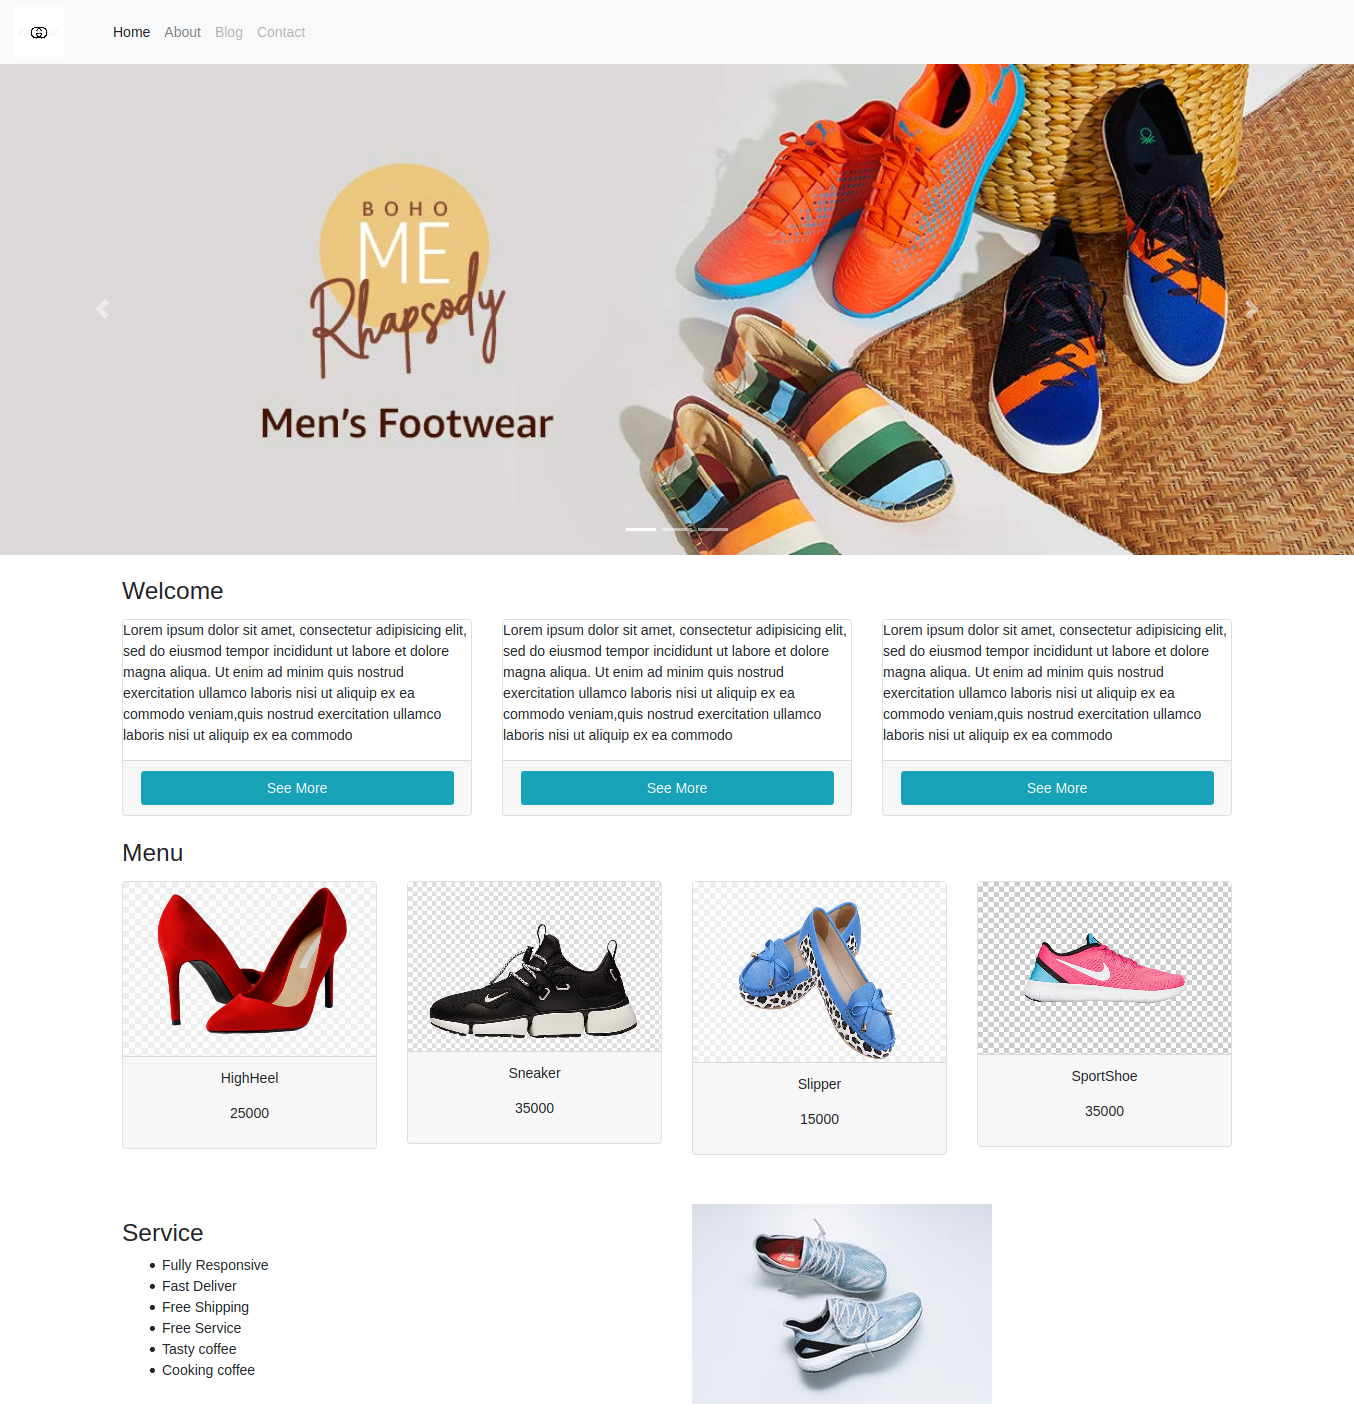 Home About Blog Contact
BOHO
ME
Rhapsody
Men's Footwear
Welcome
Lorem ipsum dolor sit amet, consectetur adipisicing elit,
sed do eiusmod tempor incididunt ut labore et dolore
magna aliqua. Ut enim ad minim quis nostrud
exercitation ullamco laboris nisi ut aliquip ex ea
commodo veniam,quis nostrud exercitation ullamco
laboris nisi ut aliquip ex ea commodo
See More
Lorem ipsum dolor sit amet, consectetur adipisicing elit,
sed do eiusmod tempor incididunt ut labore et dolore
magna aliqua. Ut enim ad minim quis nostrud
exercitation ullamco laboris nisi ut aliquip ex ea
commodo veniam,quis nostrud exercitation ullamco
laboris nisi ut aliquip ex ea commodo
See More
Lorem ipsum dolor sit amet, consectetur adipisicing elit,
sed do eiusmod tempor incididunt ut labore et dolore
magna aliqua. Ut enim ad minim quis nostrud
exercitation ullamco laboris nisi ut aliquip ex ea
commodo veniam,quis nostrud exercitation ullamco
laboris nisi ut aliquip ex ea commodo
See More
Menu
HighHeel
25000
Sneaker
35000
Slipper
15000
SportShoe
35000
Service
Fully Responsive
Fast Deliver
Free Shipping
Free Service
Tasty coffee
Cooking coffee